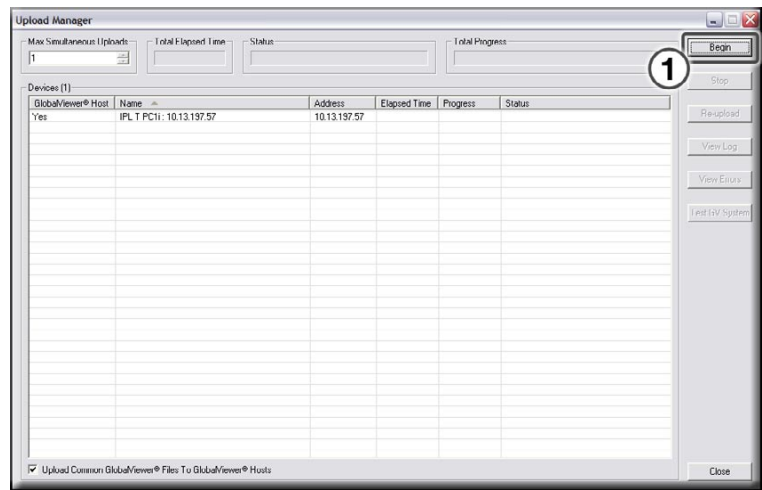 Upload Manager
Max Simultaneous Uploads Total Elapsed Time Status Total Progress
1
Begin
1
Stop
Devices (1)
GlobalViewer® Host Name Address Elapsed Time Progress Status
Yes IPL T PC1i : 10.13.197.57 10.13.197.57
Re-upload
View Log
View Errors
Test GV System
Upload Common GlobalViewer® Files To GlobalViewer® Hosts
Close